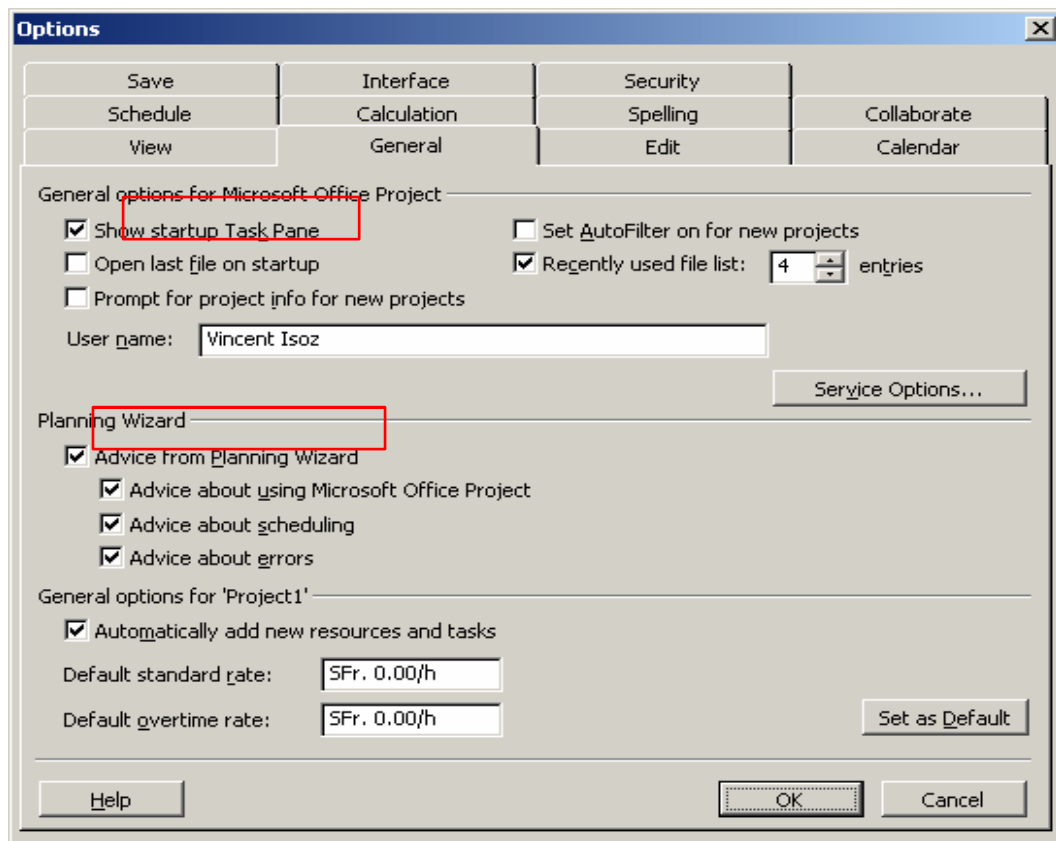 Options
Save Interface Security
Schedule Calculation Spelling Collaborate
View General Edit Calendar
General options for Microsoft Office Project
Show startup Task Pane Set AutoFilter on for new projects
Open last file on startup Recently used file list: 4 entries
Prompt for project info for new projects
User name: Vincent Isoz
Service Options...
Planning Wizard
Advice from Planning Wizard
Advice about using Microsoft Office Project
Advice about scheduling
Advice about errors
General options for 'Project1'
Automatically add new resources and tasks
Default standard rate: SFr. 0.00/h
Default overtime rate: SFr. 0.00/h Set as Default
Help OK Cancel